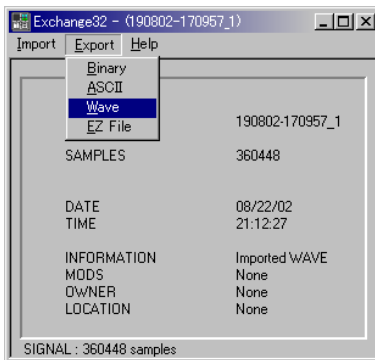 Exchange32 - (190802-170957_1)
Import Export Help
Binary
ASCII
Wave
EZ File
190802-170957_1
SAMPLES 360448
DATE 08/22/02
TIME 21:12:27
INFORMATION Imported WAVE
MODS None
OWNER None
LOCATION None
SIGNAL : 360448 samples